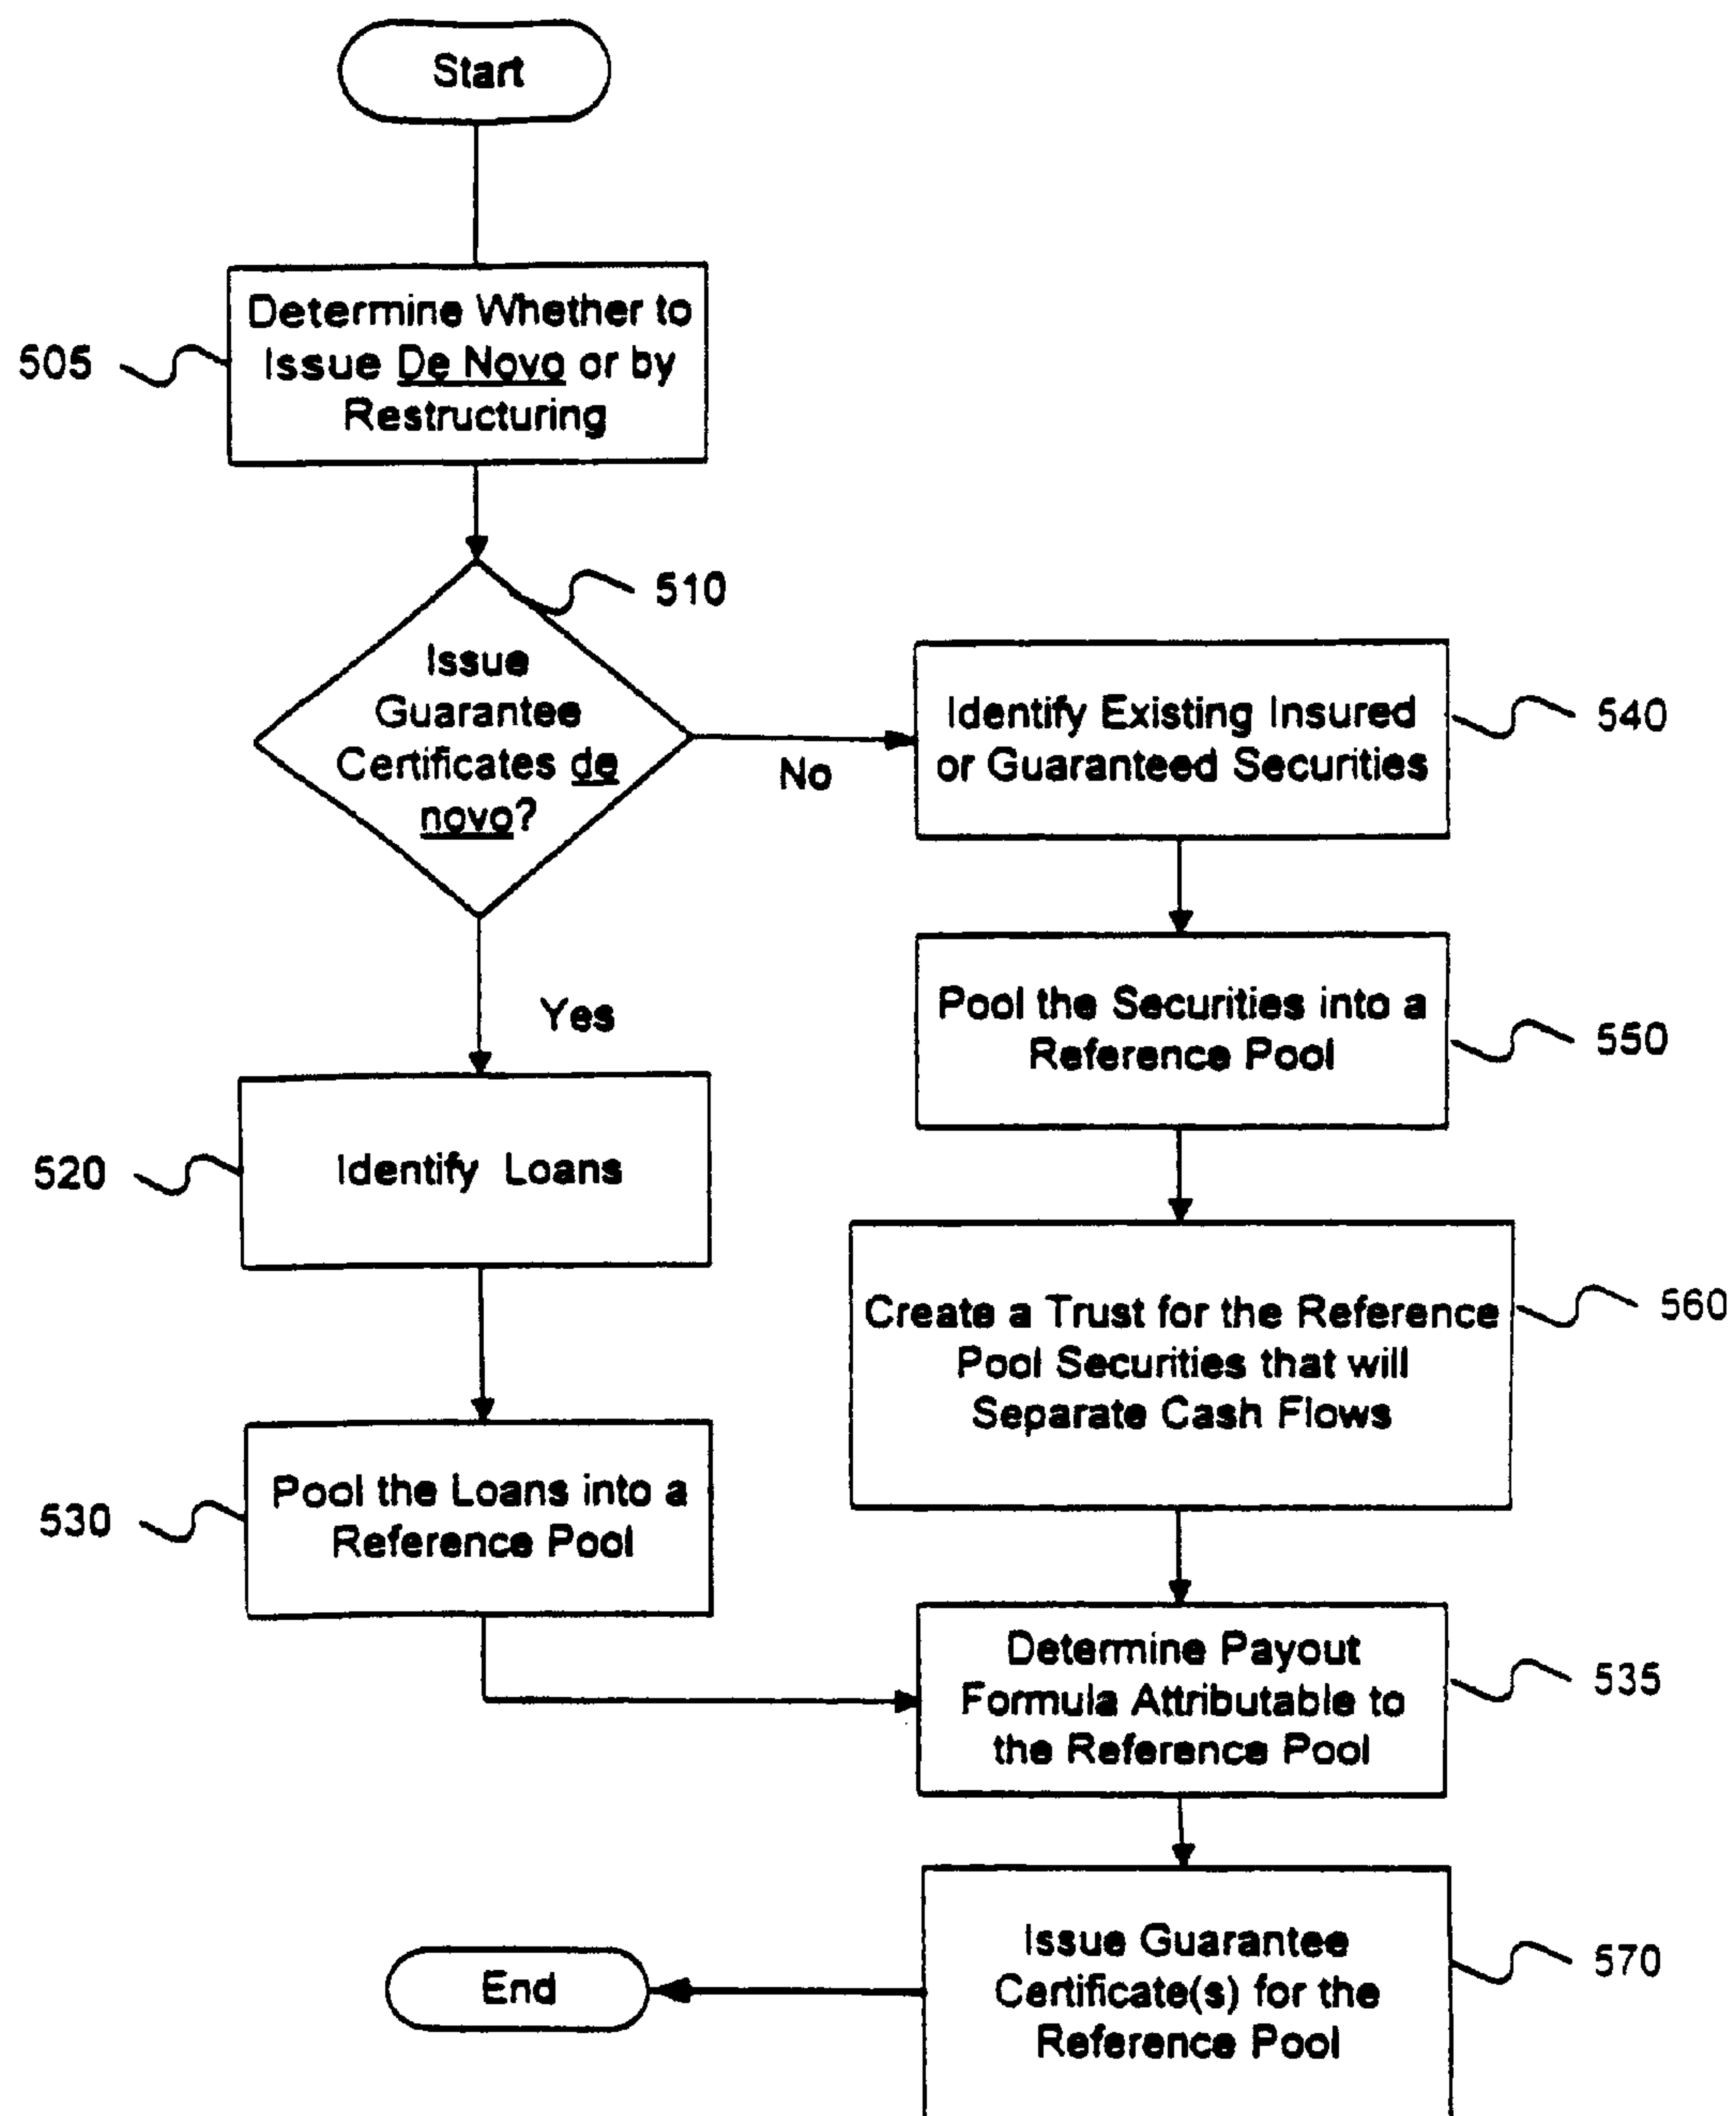 Start
505
Determine Whether to
Issue De Novo or by
Restructuring
510
Issue
Guarantee
Certificates de
novo?
No
Yes
540
Identify Existing Insured
or Guaranteed Securities
550
Pool the Securities into a
Reference Pool
520
Identify Loans
560
Create a Trust for the Reference
Pool Securities that will
Separate Cash Flows
530
Pool the Loans into a
Reference Pool
535
Determine Payout
Formula Attributable to
the Reference Pool
570
Issue Guarantee
Certificate(s) for the
Reference Pool
End